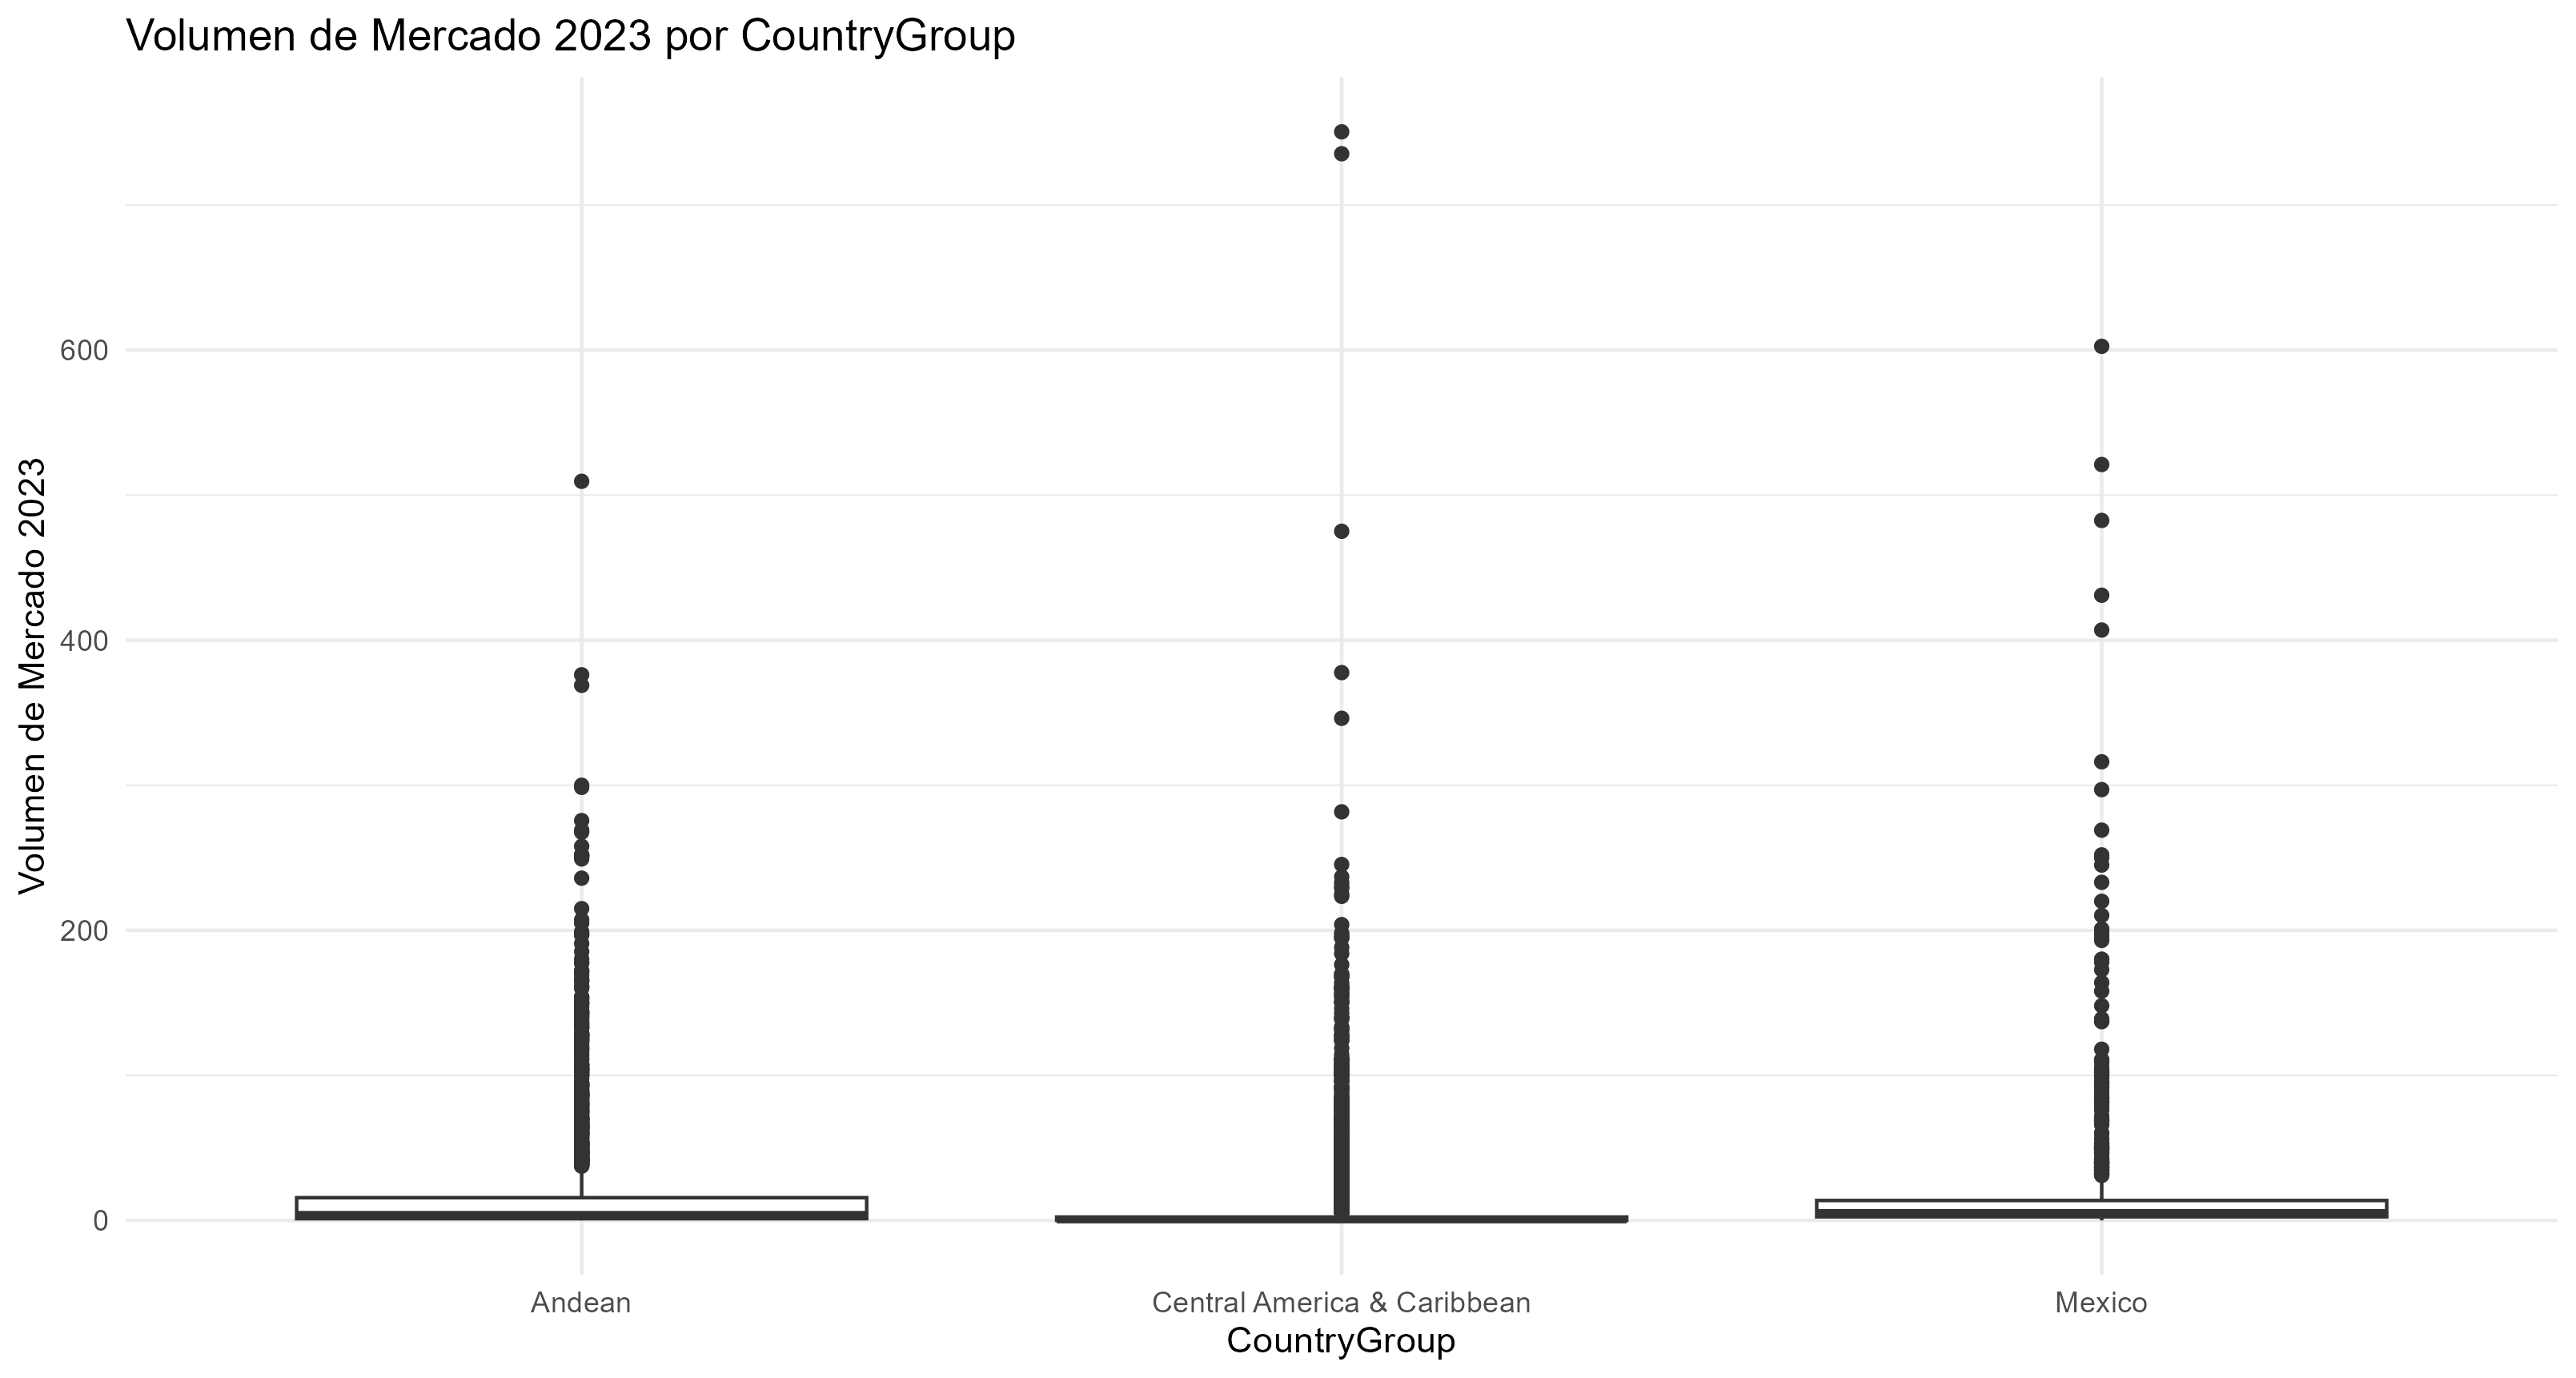 Volumen de Mercado 2023 por CountryGroup
Volumen de Mercado 2023
600
400
200
0
Andean
Central America & Caribbean
Mexico
CountryGroup